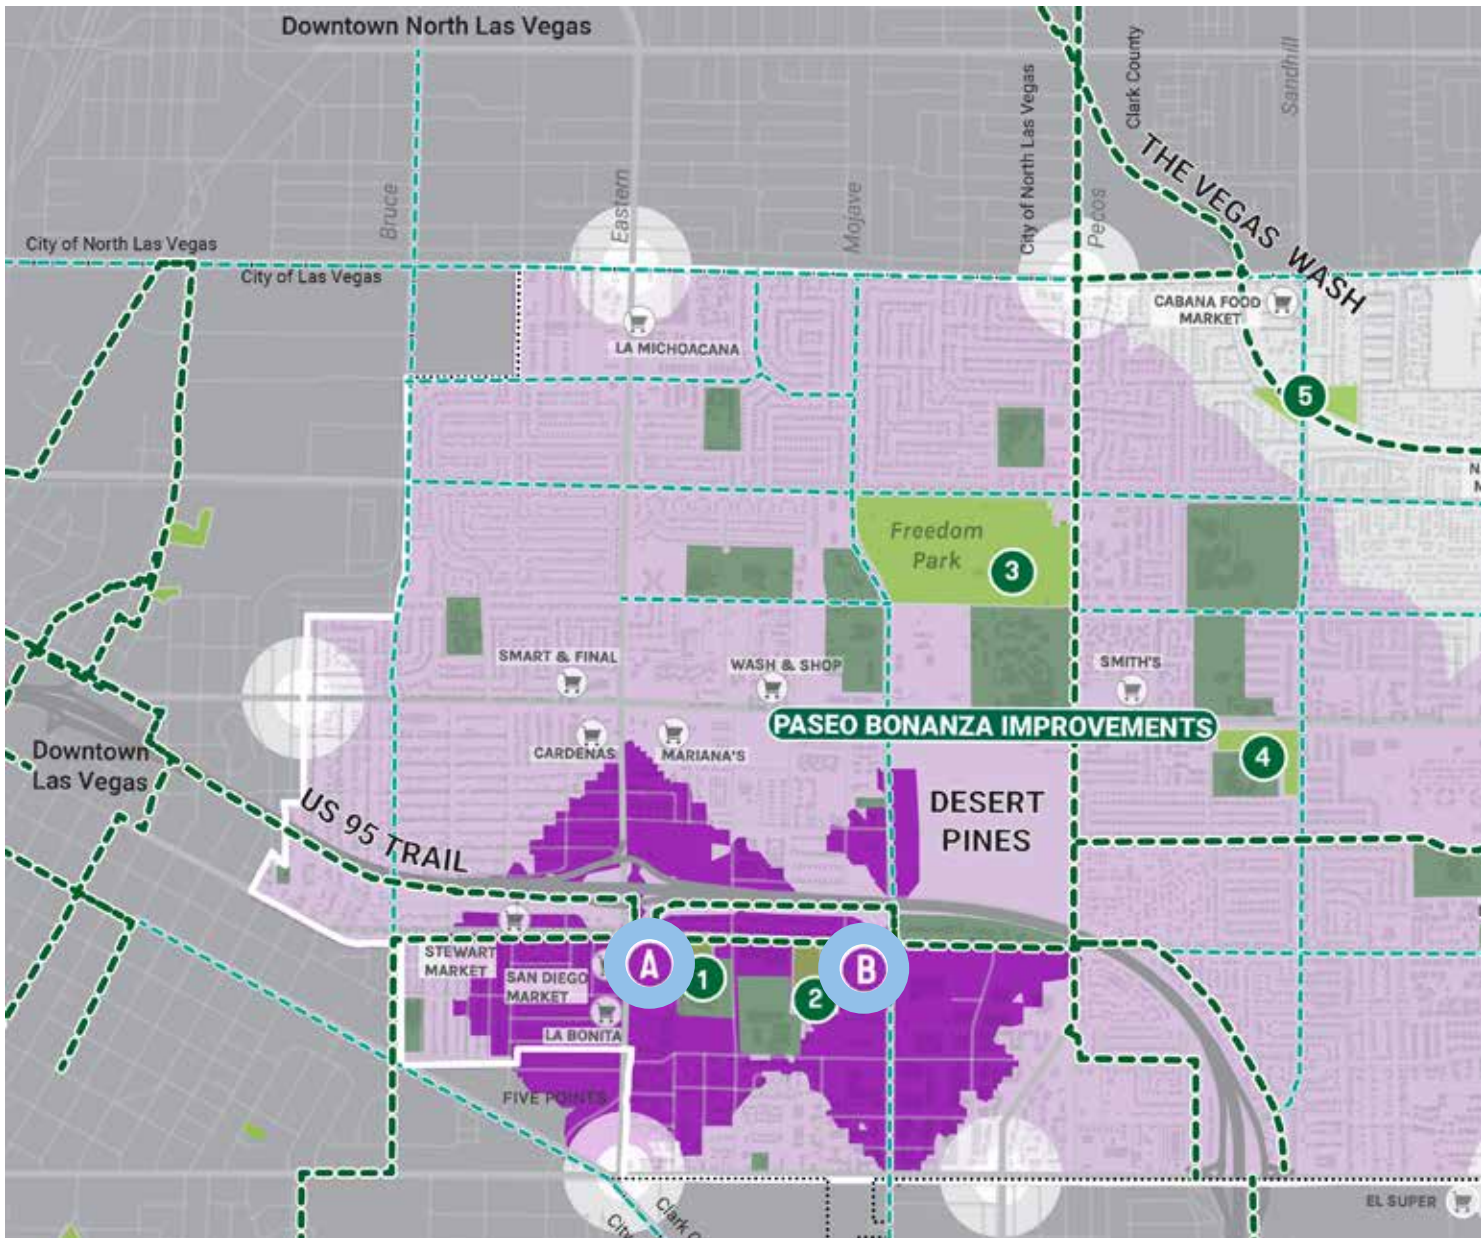 Downtown North Las Vegas
Bruce
Eastern
Mojave
City of North Las Vegas
Pecos
Clark County
Sandhill
THE VEGAS WASH
City of North Las Vegas
City of Las Vegas
CABANA FOOD
MARKET
LA MICHOACANA
5
N
Freedom
Park
3
SMART & FINAL
WASH & SHOP
SMITH'S
PASEO BONANZA IMPROVEMENTS
CARDENAS
MARIANA'S
4
Downtown
Las Vegas
US 95 TRAIL
DESERT
PINES
STEWART
MARKET
SAN DIEGO
MARKET
A
1
2
B
LA BONITA
FIVE POINTS
EL SUPER
Clark
City